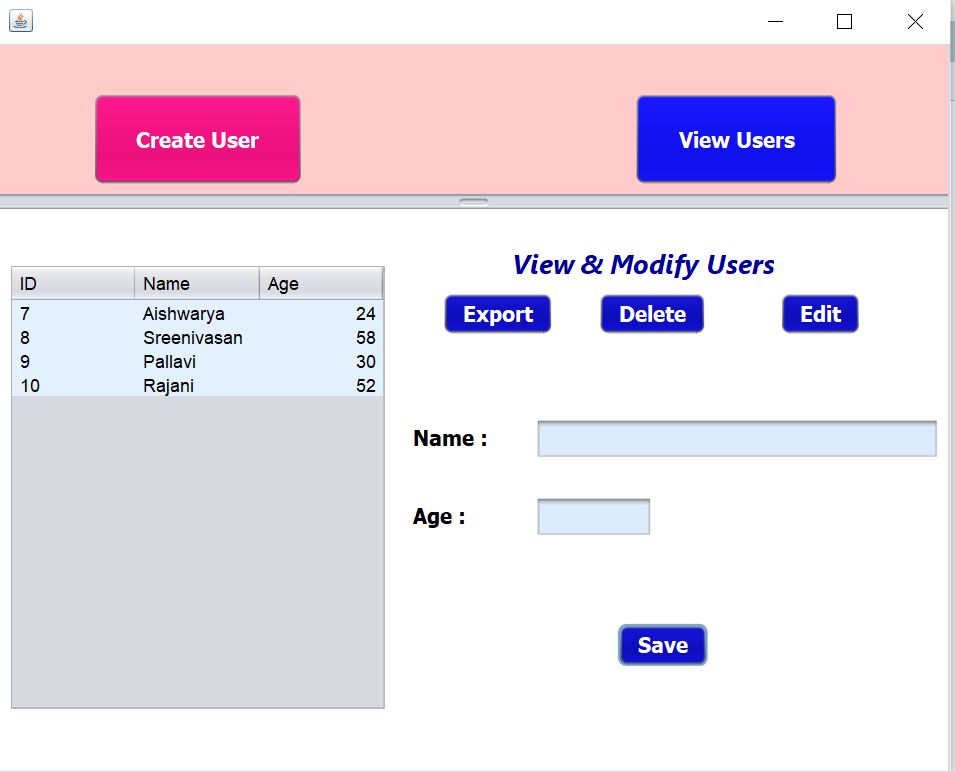 Create User
View Users
View & Modify Users
Export
Delete
Edit
ID Name Age
7 Aishwarya 24
8 Sreenivasan 58
9 Pallavi 30
10 Rajani 52
Name :
Age :
Save